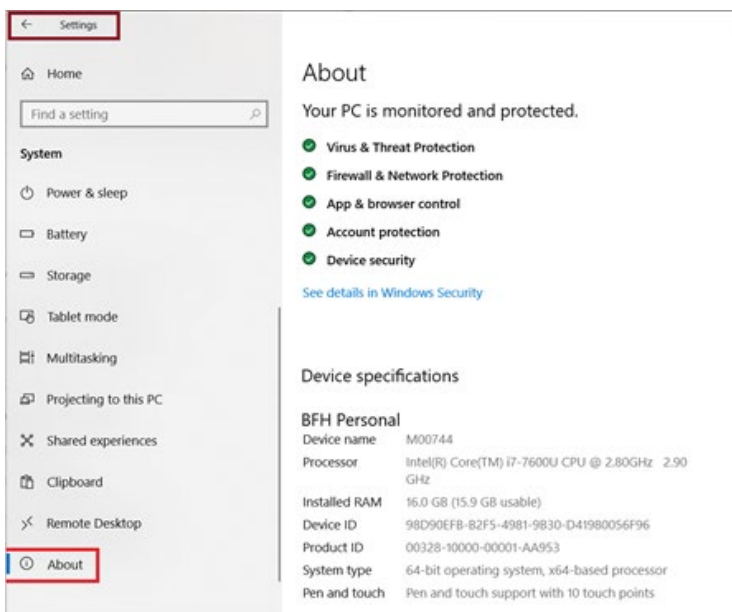 Settings
Home
Find a setting
System
Power & sleep
Battery
Storage
Tablet mode
Multitasking
Projecting to this PC
Shared experiences
Clipboard
Remote Desktop
About
About
Your PC is monitored and protected.
Virus & Threat Protection
Firewall & Network Protection
App & browser control
Account protection
Device security
See details in Windows Security
Device specifications
BFH Personal
Device name M00744
Processor Intel(R) Core(TM) i7-7600U CPU @ 2.80GHz 2.90
GHz
Installed RAM 16.0 GB (15.9 GB usable)
Device ID 98D90EFB-B2F5-4981-9B30-D41980056F96
Product ID 00328-10000-00001-AA953
System type 64-bit operating system, x64-based processor
Pen and touch Pen and touch support with 10 touch points